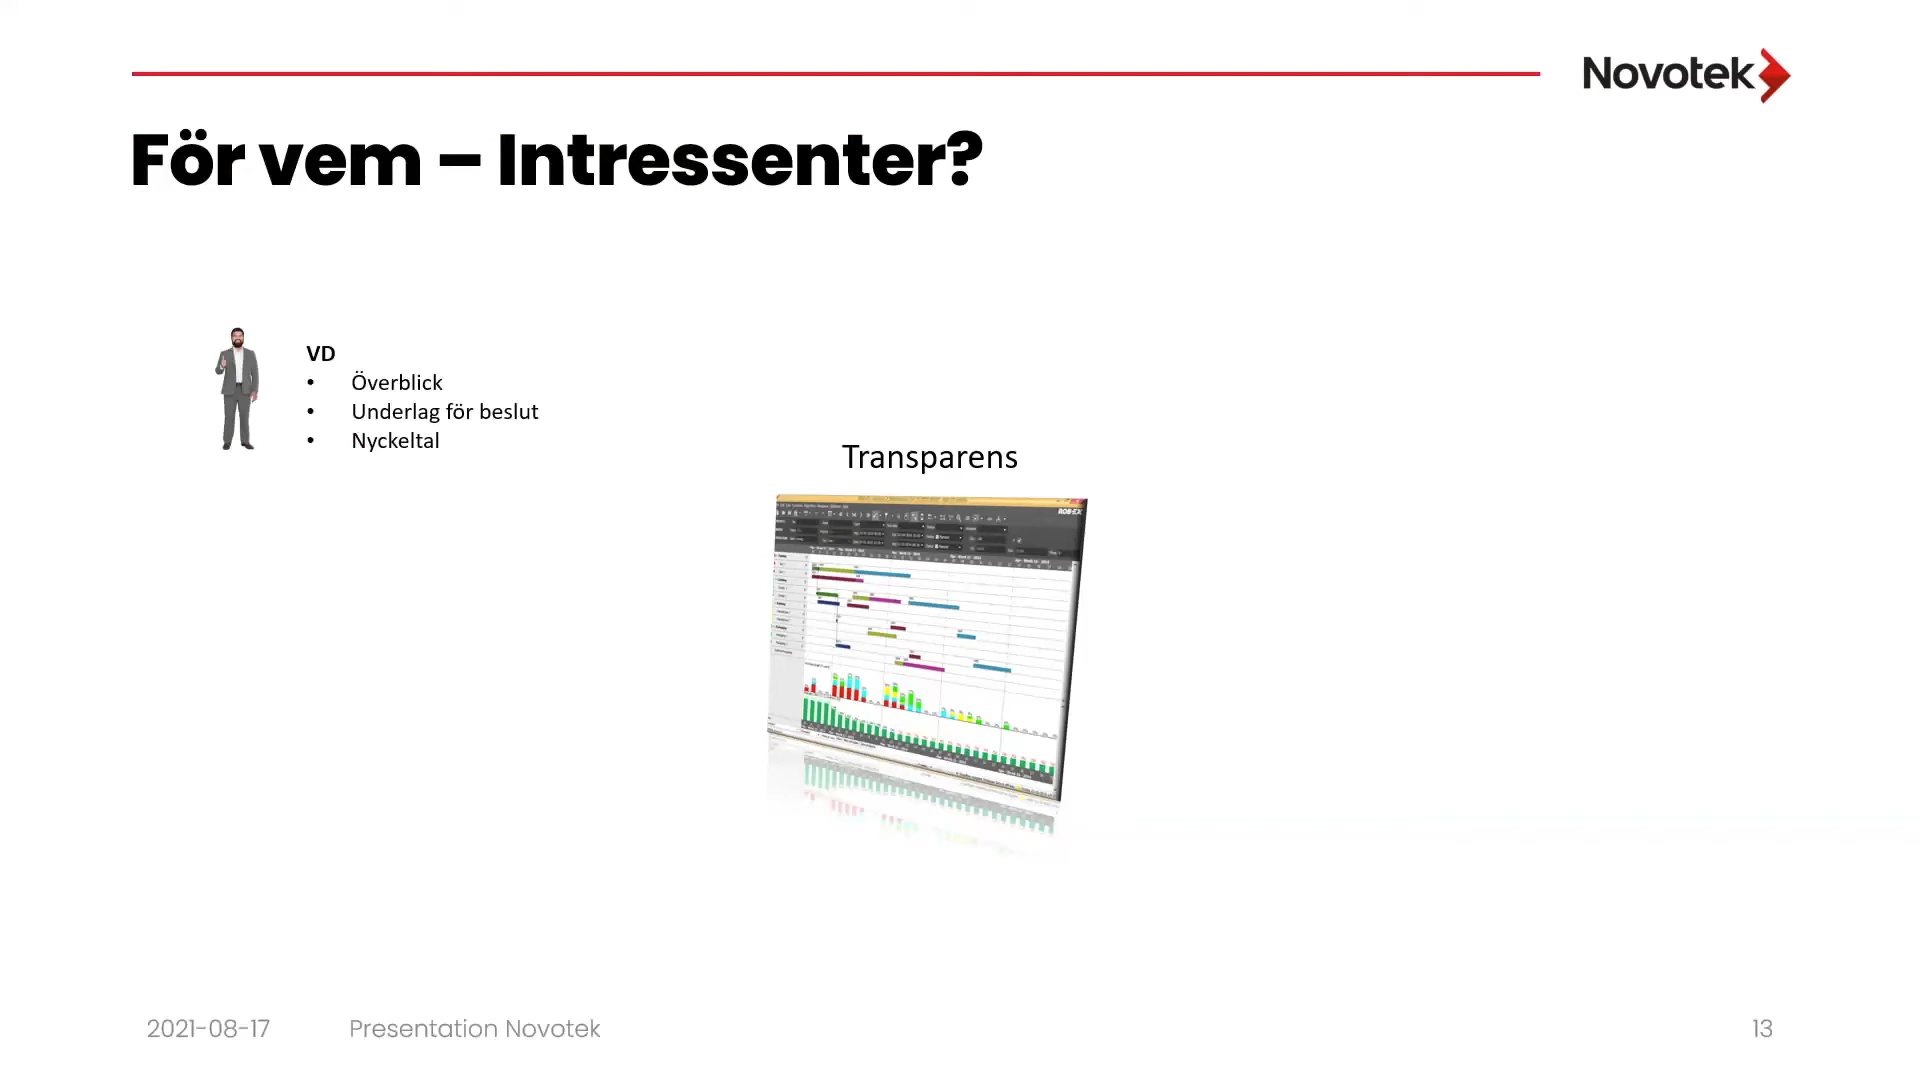 Novotek
För vem – Intressenter?
VD
• Överblick
• Underlag för beslut
• Nyckeltal
Transparens
ROB-EX
2021-08-17
Presentation Novotek
13